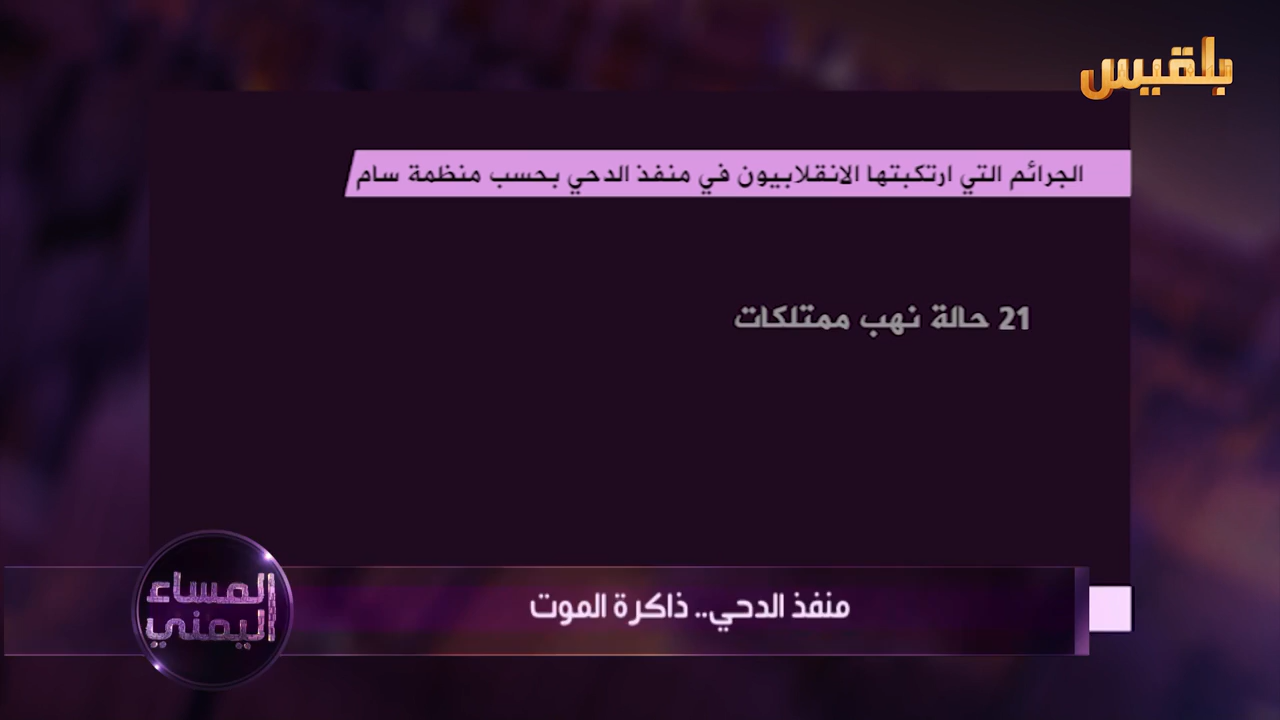 بلقيس
الجرائم التي ارتكبتها الانقلابيون في منفذ الدحي بحسب منظمة سام
21 حالة نهب ممتلكات
منفذ الدحي.. ذاكرة الموت
المساء
اليمني